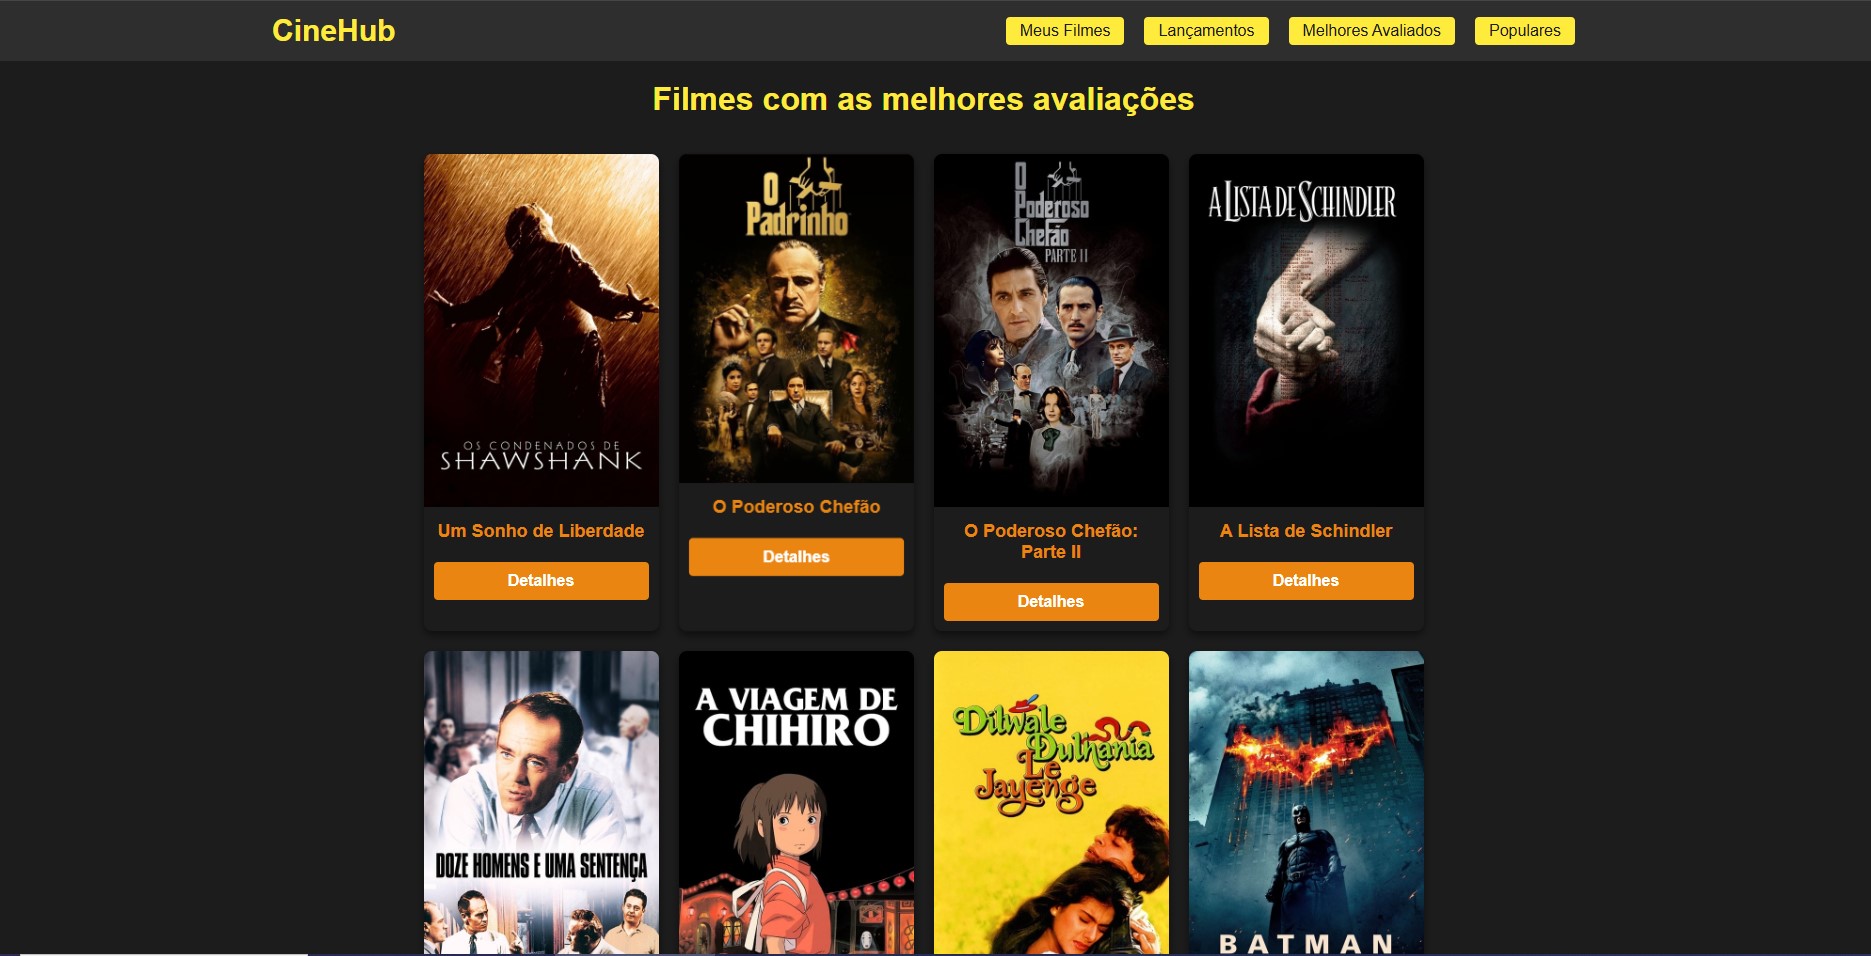 CineHub
Meus Filmes
Lançamentos
Melhores Avaliados
Populares
Filmes com as melhores avaliações
OS CONDENADOS DE
SHAWSHANK
Um Sonho de Liberdade
Detalhes
O
Padrinho
O Poderoso Chefão
Detalhes
O
Poderoso
Chefão
PARTE II
O Poderoso Chefão:
Parte II
Detalhes
A LISTA DE SCHINDLER
A Lista de Schindler
Detalhes
DOZE HOMENS E UMA SENTENÇA
A VIAGEM DE
CHIHIRO
Dilwale
Dulhania
Le
Jayenge
BATMAN